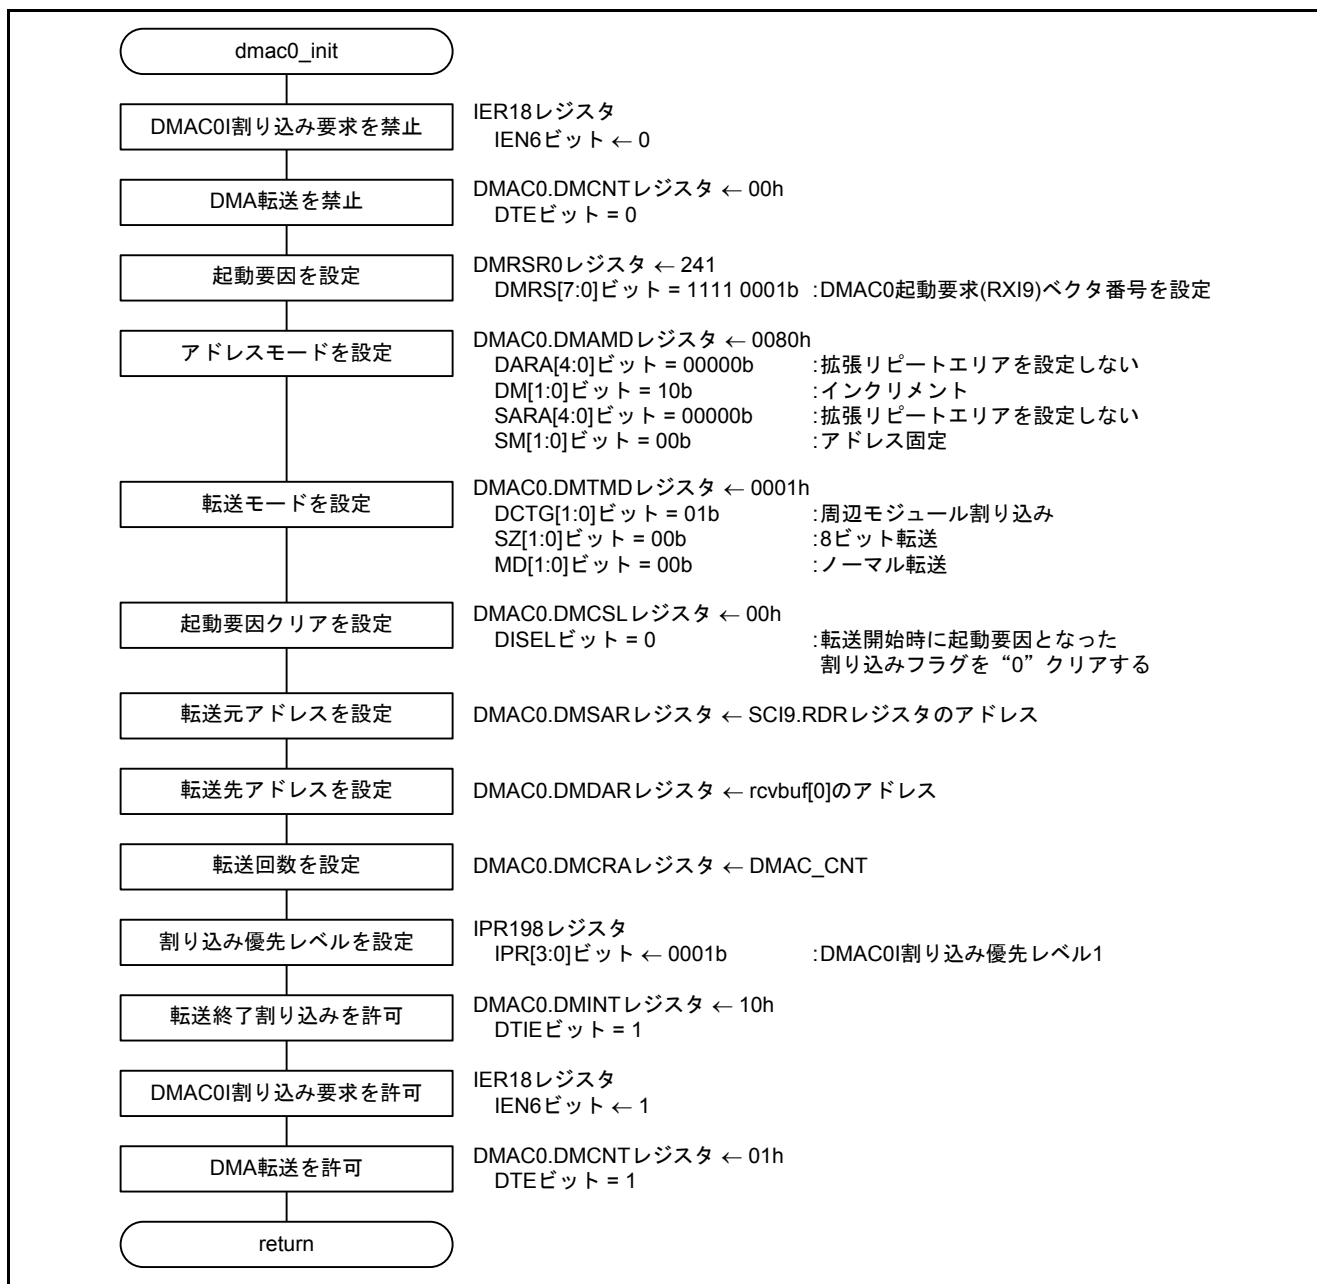 dmac0_init
DMAC0I割り込み要求を禁止
IER18レジスタ
IEN6ビット ← 0
DMA転送を禁止
DMAC0.DMCNTレジスタ ← 00h
DTEビット = 0
起動要因を設定
DMRSR0レジスタ ← 241
DMRS[7:0]ビット = 1111 0001b :DMAC0起動要求(RXI9)ベクタ番号を設定
アドレスモードを設定
DMAC0.DMAMDレジスタ ← 0080h
DARA[4:0]ビット = 00000b :拡張リピートエリアを設定しない
DM[1:0]ビット = 10b :インクリメント
SARA[4:0]ビット = 00000b :拡張リピートエリアを設定しない
SM[1:0]ビット = 00b :アドレス固定
転送モードを設定
DMAC0.DMTMDレジスタ ← 0001h
DCTG[1:0]ビット = 01b :周辺モジュール割り込み
SZ[1:0]ビット = 00b :8ビット転送
MD[1:0]ビット = 00b :ノーマル転送
起動要因クリアを設定
DMAC0.DMCSLレジスタ ← 00h
DISELビット = 0 :転送開始時に起動要因となった
割り込みフラグを“0”クリアする
転送元アドレスを設定
DMAC0.DMSARレジスタ ← SCI9.RDRレジスタのアドレス
転送先アドレスを設定
DMAC0.DMDARレジスタ ← rcvbuf[0]のアドレス
転送回数を設定
DMAC0.DMCRAレジスタ ← DMAC_CNT
割り込み優先レベルを設定
IPR198レジスタ
IPR[3:0]ビット ← 0001b :DMAC0I割り込み優先レベル1
転送終了割り込みを許可
DMAC0.DMINTレジスタ ← 10h
DTIEビット = 1
DMAC0I割り込み要求を許可
IER18レジスタ
IEN6ビット ← 1
DMA転送を許可
DMAC0.DMCNTレジスタ ← 01h
DTEビット = 1
return